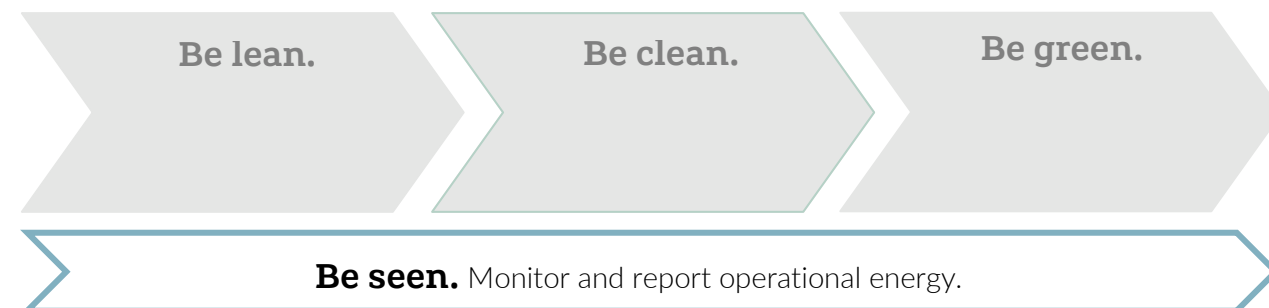 Be lean.
Be clean.
Be green.
Be seen. Monitor and report operational energy.